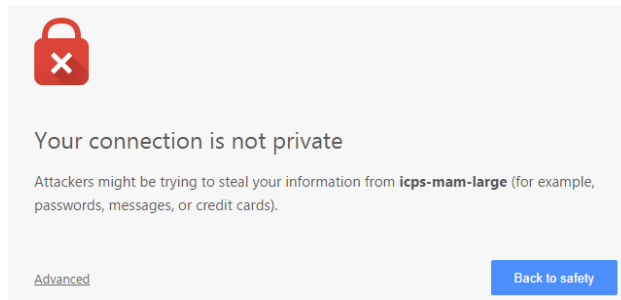 Your connection is not private
Attackers might be trying to steal your information from icps-mam-large (for example,
passwords, messages, or credit cards).
Advanced
Back to safety